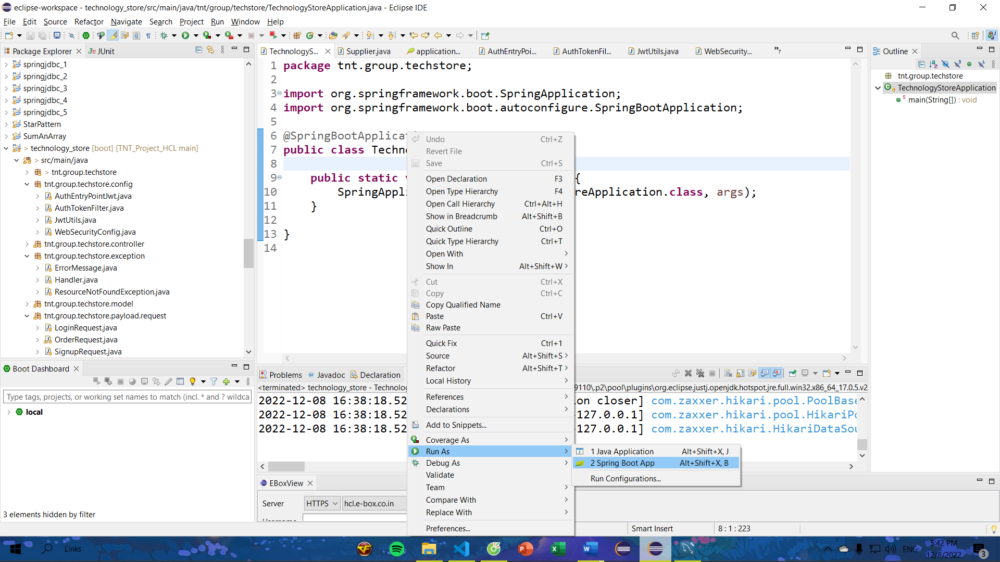 eclipse-workspace - technology_store/src/main/java/tnt/group/techstore/TechnologyStoreApplication.java - Eclipse IDE
File Edit Source Refactor Navigate Search Project Run Window Help
Package Explorer JUnit
springjdbc_1
springjdbc_2
springjdbc_3
springjdbc_4
springjdbc_5
StarPattern
SumAnArray
> technology_store [boot] [TNT_Project_HCL main]
> src/main/java
> tnt.group.techstore
tnt.group.techstore.config
AuthEntryPointJwt.java
AuthTokenFilter.java
JwtUtils.java
WebSecurityConfig.java
tnt.group.techstore.controller
tnt.group.techstore.exception
ErrorMessage.java
Handler.java
ResourceNotFoundException.java
tnt.group.techstore.model
tnt.group.techstore.payload.request
LoginRequest.java
OrderRequest.java
SignupRequest.java
Boot Dashboard
Type tags, projects, or working set names to match (incl. * and ? wildca
local
3 elements hidden by filter
TechnologyS... Supplier.java application... AuthEntryPoi... AuthTokenFil... JwtUtils.java WebSecurity... »7
1 package tnt.group.techstore;
2
3 import org.springframework.boot.SpringApplication;
4 import org.springframework.boot.autoconfigure.SpringBootApplication;
5
6 @SpringBootApplicat
7 public class Techn
8
9 public static {
10 SpringAppl reApplication.class, args);
11 }
12
13 }
14
Undo Ctrl+Z
Revert File
Save Ctrl+S
Open Declaration F3
Open Type Hierarchy F4
Open Call Hierarchy Ctrl+Alt+H
Show in Breadcrumb Alt+Shift+B
Quick Outline Ctrl+O
Quick Type Hierarchy Ctrl+T
Open With
Show In Alt+Shift+W
Cut Ctrl+X
Copy Ctrl+C
Copy Qualified Name
Paste Ctrl+V
Raw Paste
Quick Fix Ctrl+1
Source Alt+Shift+S
Refactor Alt+Shift+T
Local History
References
Declarations
Add to Snippets...
Coverage As
Run As
Debug As
Validate
Team
Compare With
Replace With
Preferences...
1 Java Application Alt+Shift+X, J
2 Spring Boot App Alt+Shift+X, B
Run Configurations...
Problems @ Javadoc Declaration
<terminated> technology_store - Technolo 9110\.p2\pool\plugins\org.eclipse.justj.openjdk.hotspot.jre.full.win32.x86_64_17.0.5.v2
2022-12-08 16:38:18.52 on closer] com.zaxxer.hikari.pool.PoolBase
2022-12-08 16:38:18.52 -127.0.0.1] com.zaxxer.hikari.pool.HikariPo
2022-12-08 16:38:18.52 -127.0.0.1] com.zaxxer.hikari.HikariDataSou
EBoxView
Server HTTPS hcl.e-box.co.in
Username
Outline
tnt.group.techstore
TechnologyStoreApplication
main(String[]) : void
Smart Insert 8 : 1 : 223
Links
ENG
5:42 PM
12/8/2022
3